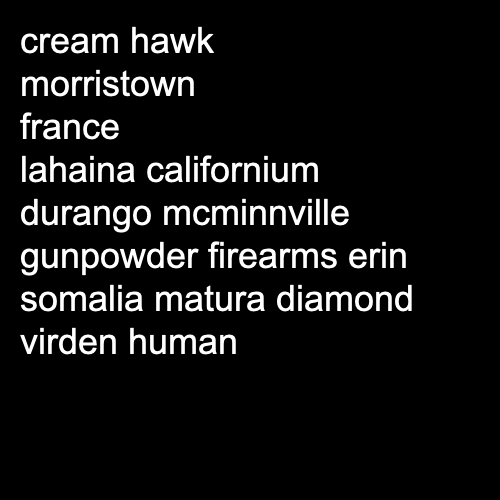 cream hawk
morristown
france
lahaina californium
durango mcminnville
gunpowder firearms erin
somalia matura diamond
virden human